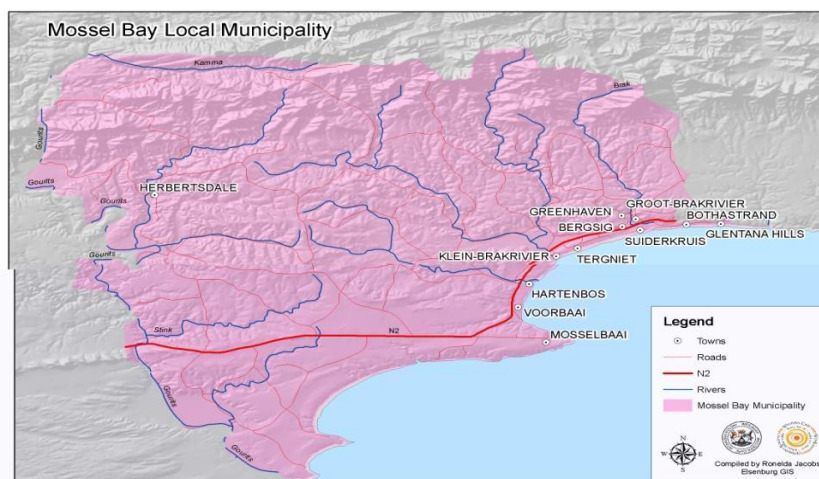 Mossel Bay Local Municipality
Kamma
Brak
Gourits
Gourits
HERBERTSDALE
GREENHAVEN
GROOT-BRAKRIVIER
BERGSIG
BOTHASTRAND
SUIDERKRUIS
GLENTANA HILLS
Gourits
KLEIN-BRAKRIVIER
TERGNIET
HARTENBOS
VOORBAAI
Stink
N2
MOSSELBAAI
Gourits
Gourits
Legend
Towns
Roads
N2
Rivers
Mossel Bay Municipality
N
W
E
S
Compiled by Ronelda Jacobs
Elsenburg GIS